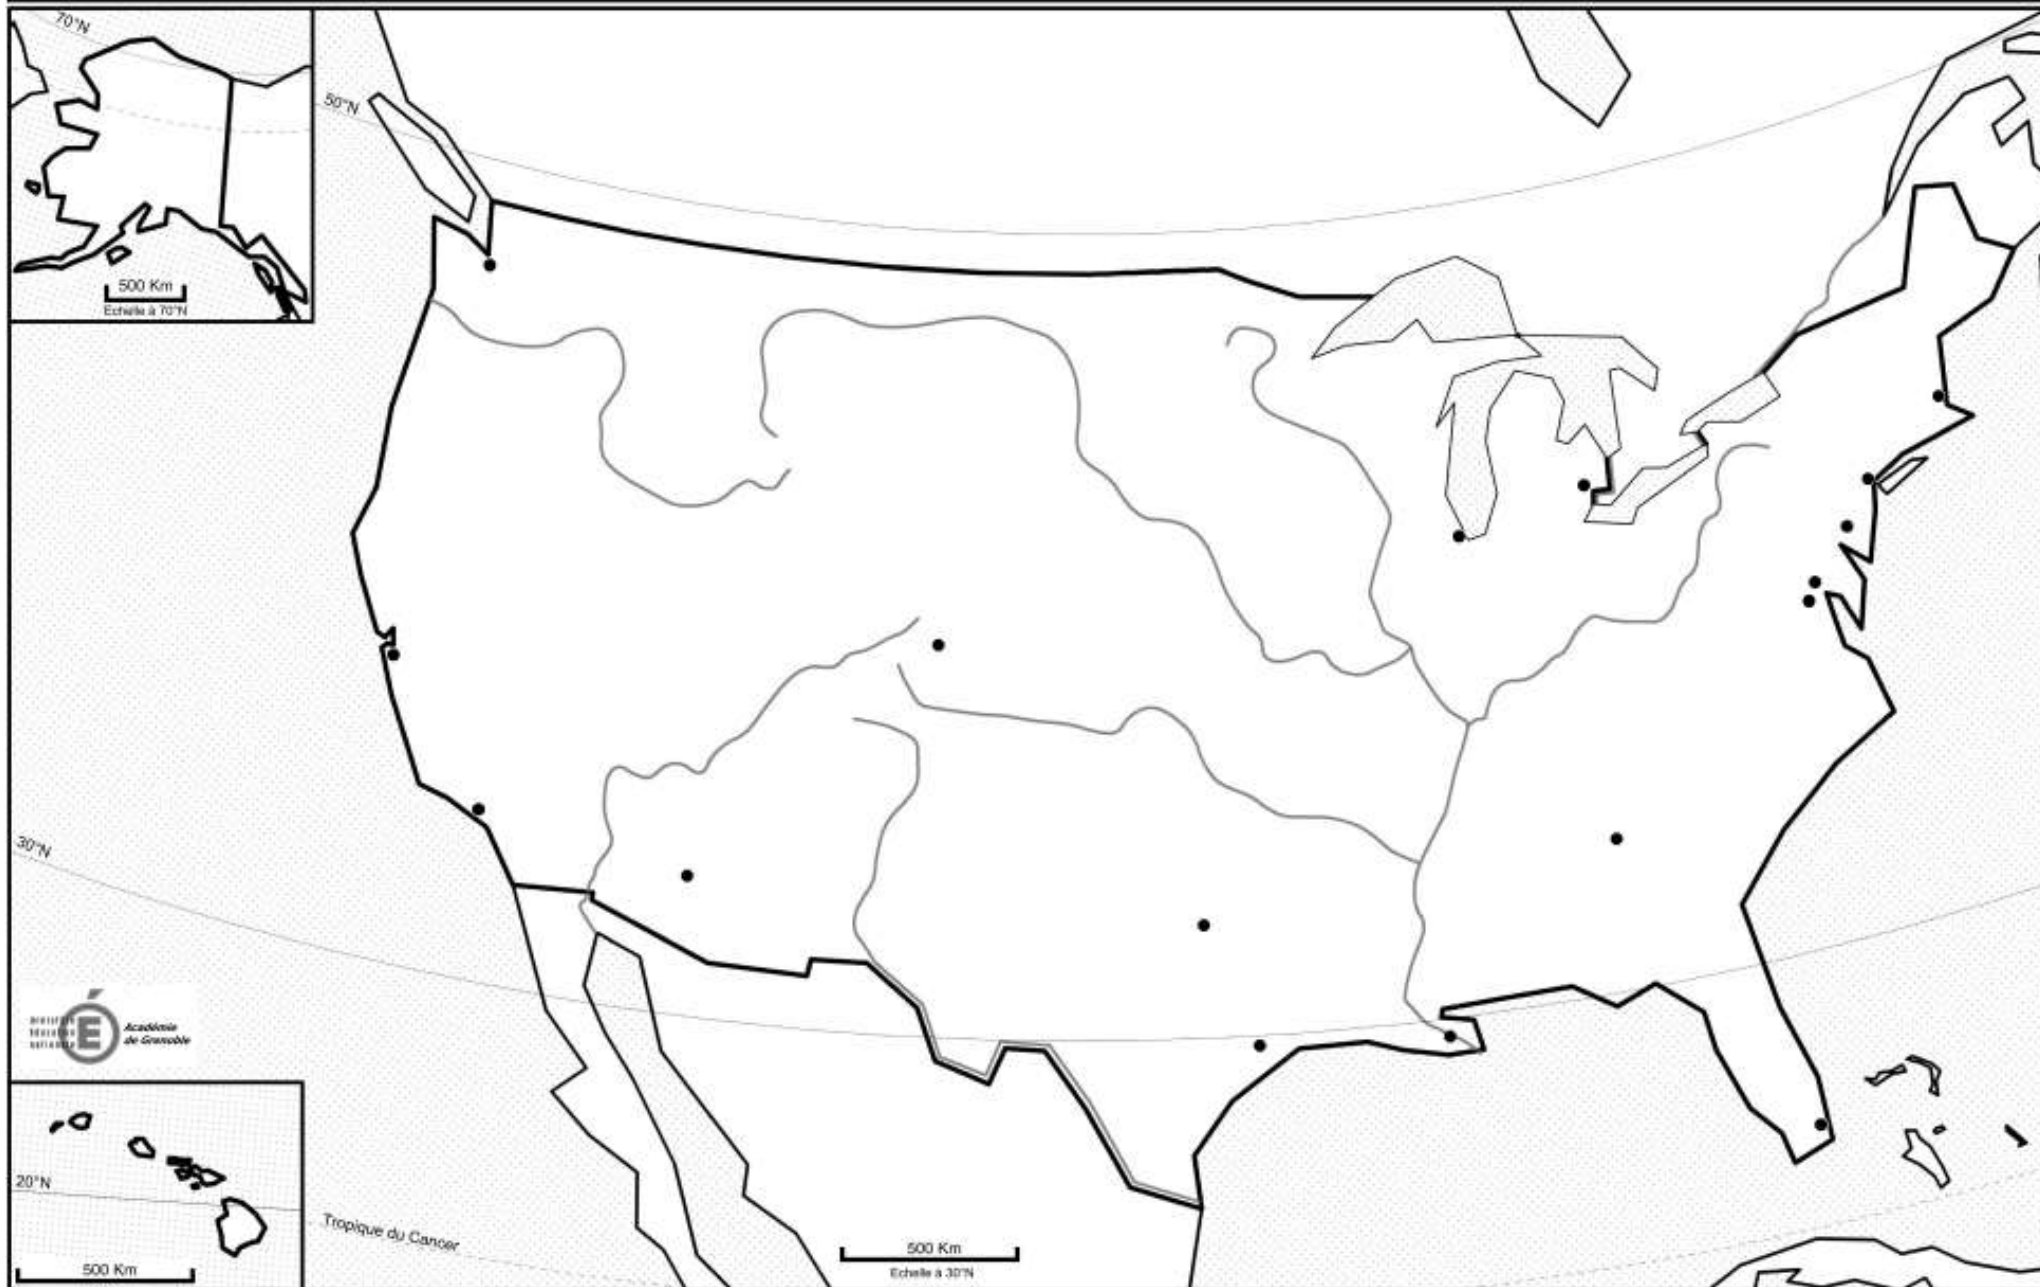 70°N
50°N
500 Km
Echelle à 70°N
30°N
É
Académie
de Grenoble
20°N
Tropique du Cancer
500 Km
500 Km
Echelle à 30°N